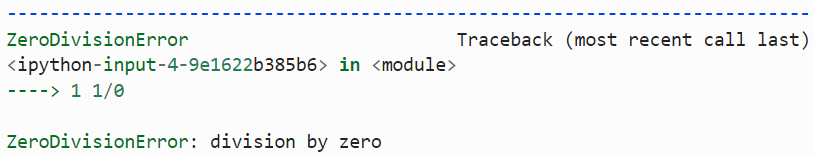 ---------------------------------------------------------------------------
ZeroDivisionError                         Traceback (most recent call last)
<ipython-input-4-9e1622b385b6> in <module>
----> 1 1/0

ZeroDivisionError: division by zero